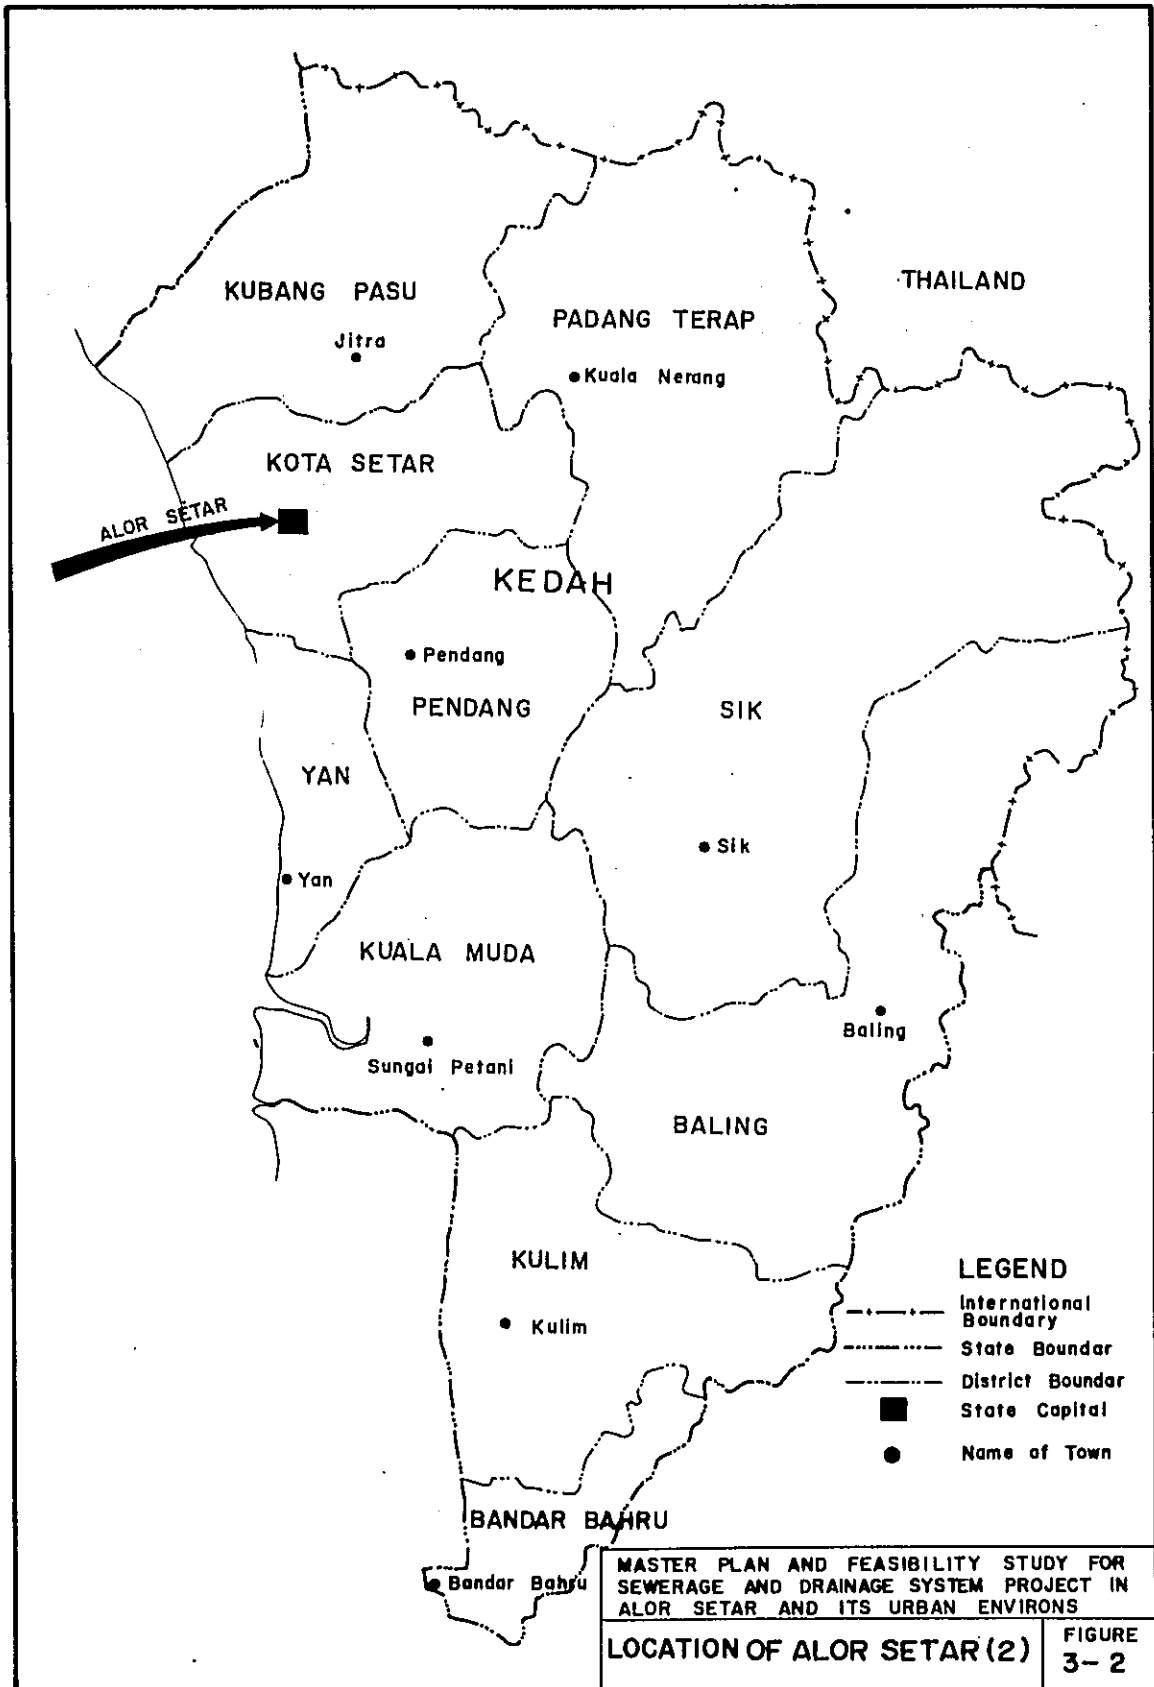 THAILAND
KUBANG PASU
Jitra
PADANG TERAP
Kuala Nerang
KOTA SETAR
ALOR SETAR
KEDAH
Pendang
PENDANG
SIK
YAN
Sik
Yan
KUALA MUDA
Baling
Sungai Petani
BALING
KULIM
Kulim
BANDAR BAHRU
Bandar Bahru
LEGEND
International
Boundary
State Boundar
District Boundar
State Capital
Name of Town
MASTER PLAN AND FEASIBILITY STUDY FOR
SEWERAGE AND DRAINAGE SYSTEM PROJECT IN
ALOR SETAR AND ITS URBAN ENVIRONS
LOCATION OF ALOR SETAR (2)
FIGURE
3-2